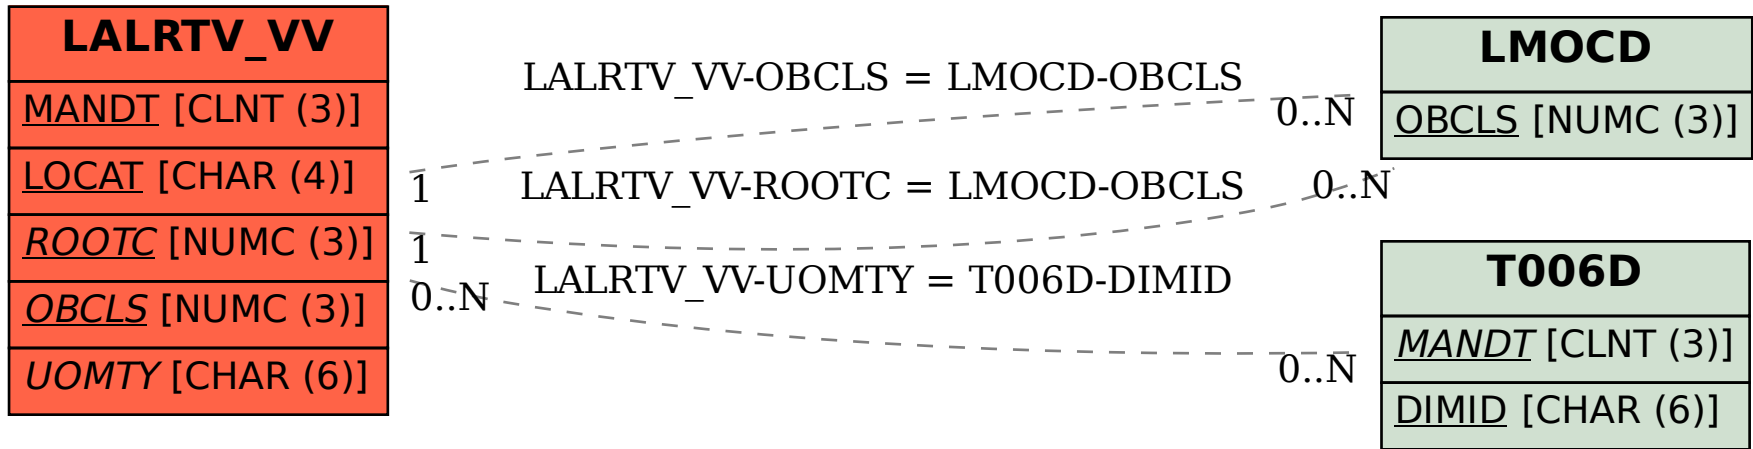 LALRTV_VV
MANDT [CLNT (3)]
LOCAT [CHAR (4)]
ROOTC [NUMC (3)]
OBCLS [NUMC (3)]
UOMTY [CHAR (6)]
LALRTV_VV-OBCLS = LMOCD-OBCLS
0..N
1
LALRTV_VV-ROOTC = LMOCD-OBCLS
0..N
1
LALRTV_VV-UOMTY = T006D-DIMID
0..N
0..N
LMOCD
OBCLS [NUMC (3)]
T006D
MANDT [CLNT (3)]
DIMID [CHAR (6)]